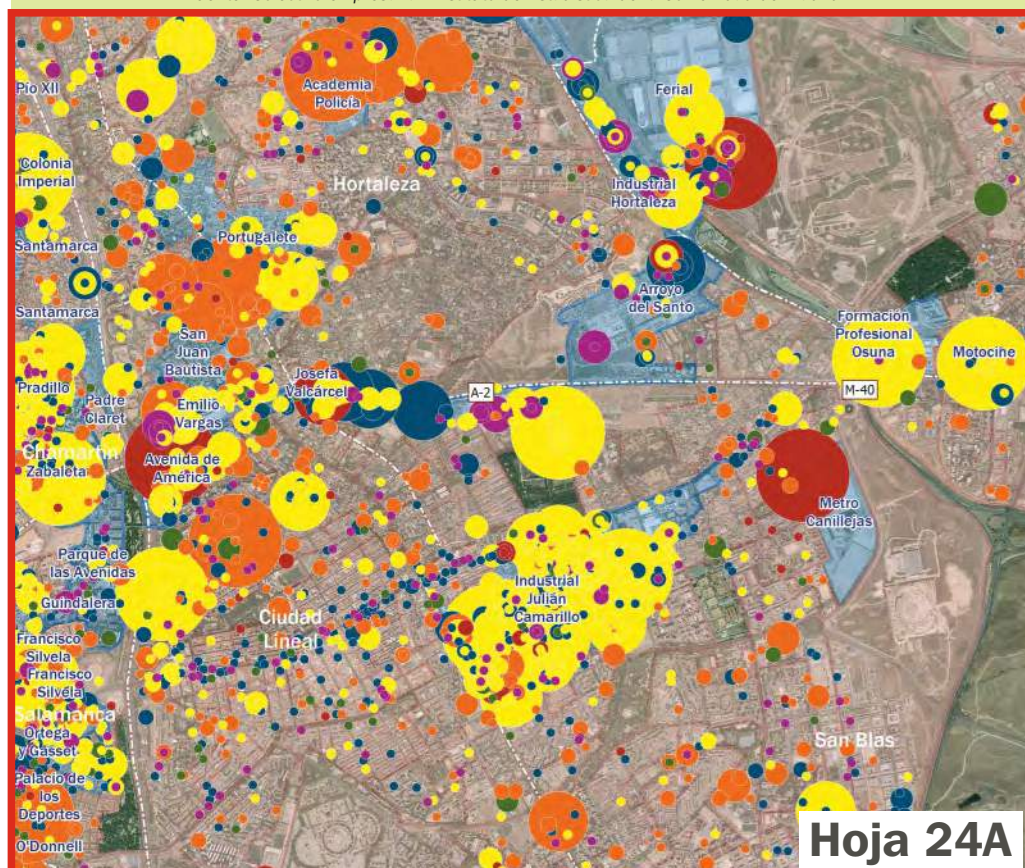 Pío XII
Academia
Policía
Ferial
Colonia
Imperial
Hortaleza
Industrial
Hortaleza
Santamarca
Portugalete
Arroyo
del Santo
Santamarca
San
Juan
Bautista
Formación
Profesional
Osuna
Motocine
Pradillo
Josefa
Valcárcel
A-2
M-40
Padre
Claret
Emilio
Vargas
Chamartín
Zabaleta
Avenida de
América
Metro
Canillejas
Parque de
las Avenidas
Industrial
Julián
Camarillo
Guindalera
Ciudad
Lineal
Francisco
Silvela
Francisco
Silvela
Salamanca
Ortega
y Gasset
San Blas
Palacio de
los
Deportes
O'Donnell
Hoja 24A